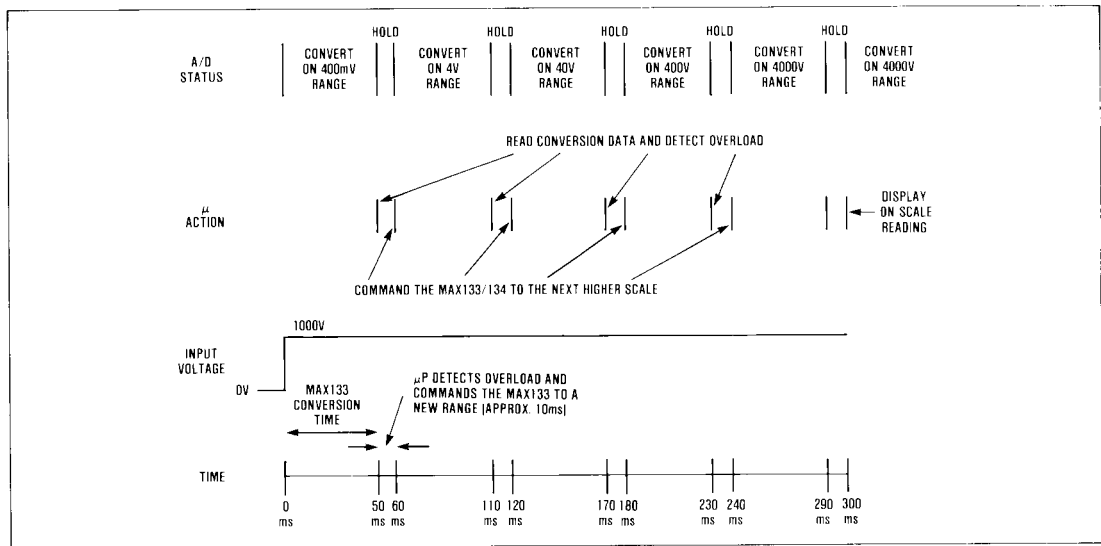 HOLD HOLD HOLD HOLD HOLD
A/D
STATUS
CONVERT
ON 400mV
RANGE
CONVERT
ON 4V
RANGE
CONVERT
ON 40V
RANGE
CONVERT
ON 400V
RANGE
CONVERT
ON 4000V
RANGE
CONVERT
ON 4000V
RANGE
READ CONVERSION DATA AND DETECT OVERLOAD
μ
ACTION
DISPLAY
ON SCALE
READING
COMMAND THE MAX133/134 TO THE NEXT HIGHER SCALE
1000V
INPUT
VOLTAGE
0V
μP DETECTS OVERLOAD AND
COMMANDS THE MAX133 TO A
NEW RANGE (APPROX. 10ms)
MAX133
CONVERSION
TIME
TIME
0 50 60 110 120 170 180 230 240 290 300
ms ms ms ms ms ms ms ms ms ms ms